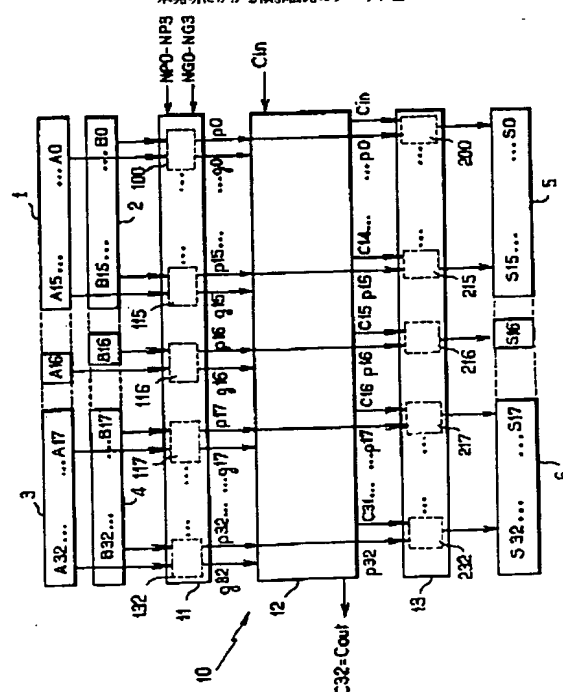 3
1
A32... ...A17
A16
A15... ...A0
B32... ...B17
B16
B15... ...B0
4
2
NP0-NP3
NG0-NG3
132
117
116
115
100
11
g32 p32... ...g17 p17
g16 p16
g15 p15... ...g0 p0
10
12
Cin
C32=Cout
p32 C31... ...p17 C16
p16 C15
p15 C14... ...p0 Cin
13
232
217
216
215
200
S32... ...S17
S16
S15... ...S0
6
5